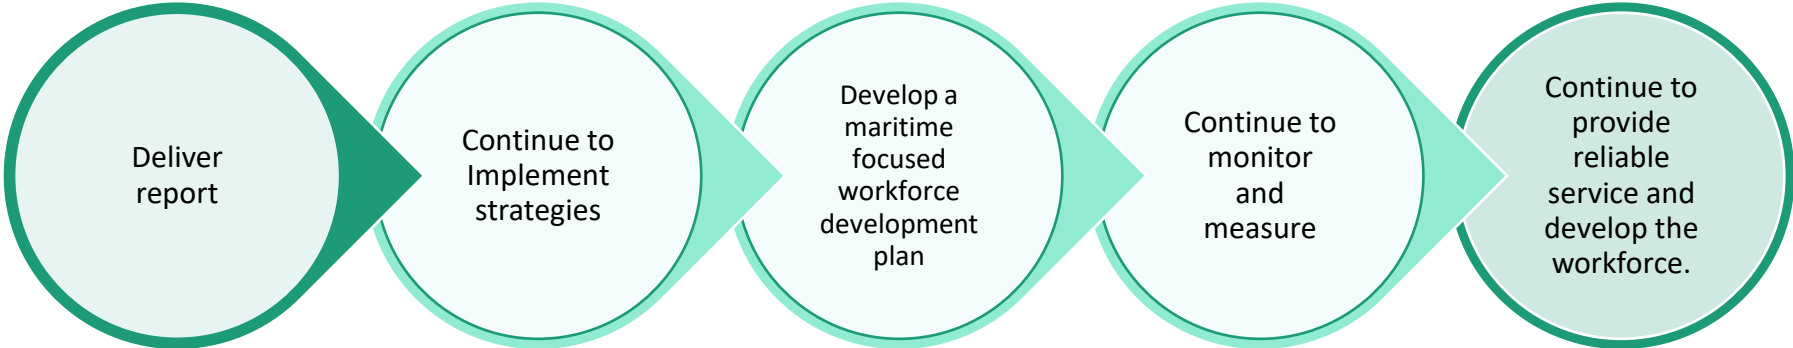 Deliver
report
Continue to
Implement
strategies
Develop a
maritime
focused
workforce
development
plan
Continue to
monitor
and
measure
Continue to
provide
reliable
service and
develop the
workforce.